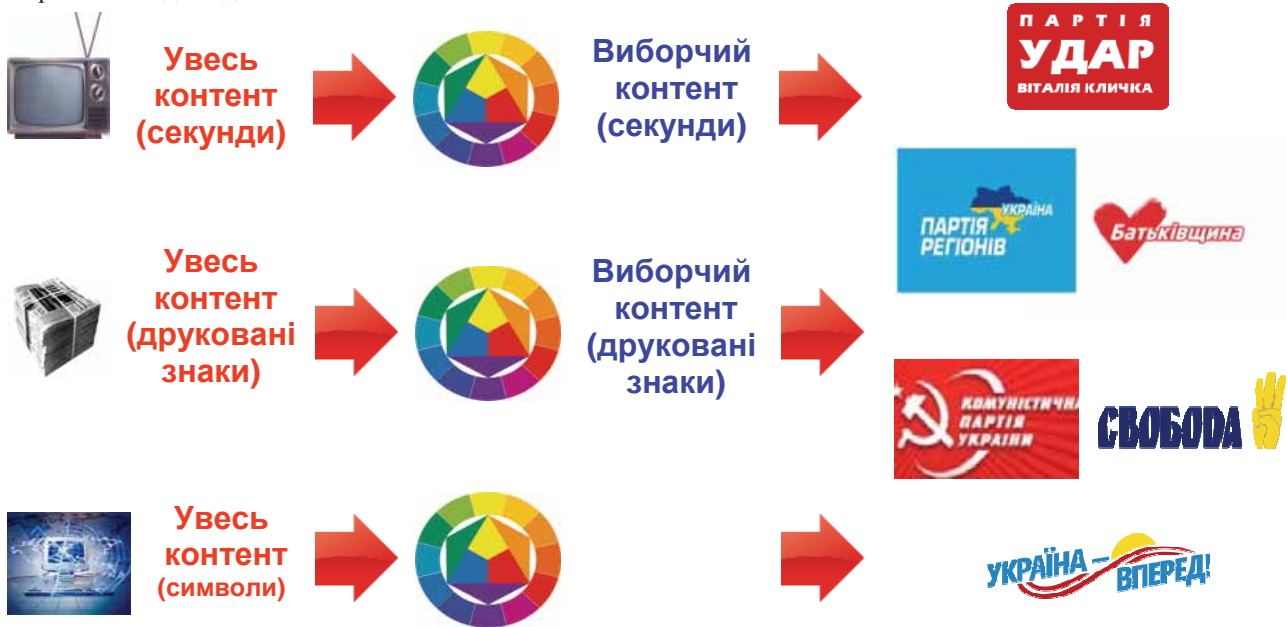 Увесь
контент
(секунди)
Виборчий
контент
(секунди)
ПАРТІЯ
УДАР
ВІТАЛІЯ КЛИЧКА
Увесь
контент
(друковані
знаки)
Виборчий
контент
(друковані
знаки)
УКРАЇНА
ПАРТІЯ
РЕГІОНІВ
Батьківщина
КОМУНІСТИЧНА
ПАРТІЯ
УКРАЇНИ
СВОБОДА
Увесь
контент
(символи)
УКРАЇНА –
ВПЕРЕД!